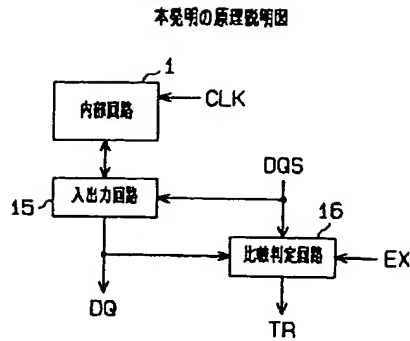 本発明の原理説明図
1
内部回路
CLK
DQS
15
入出力回路
16
比較判定回路
EX
DQ
TR